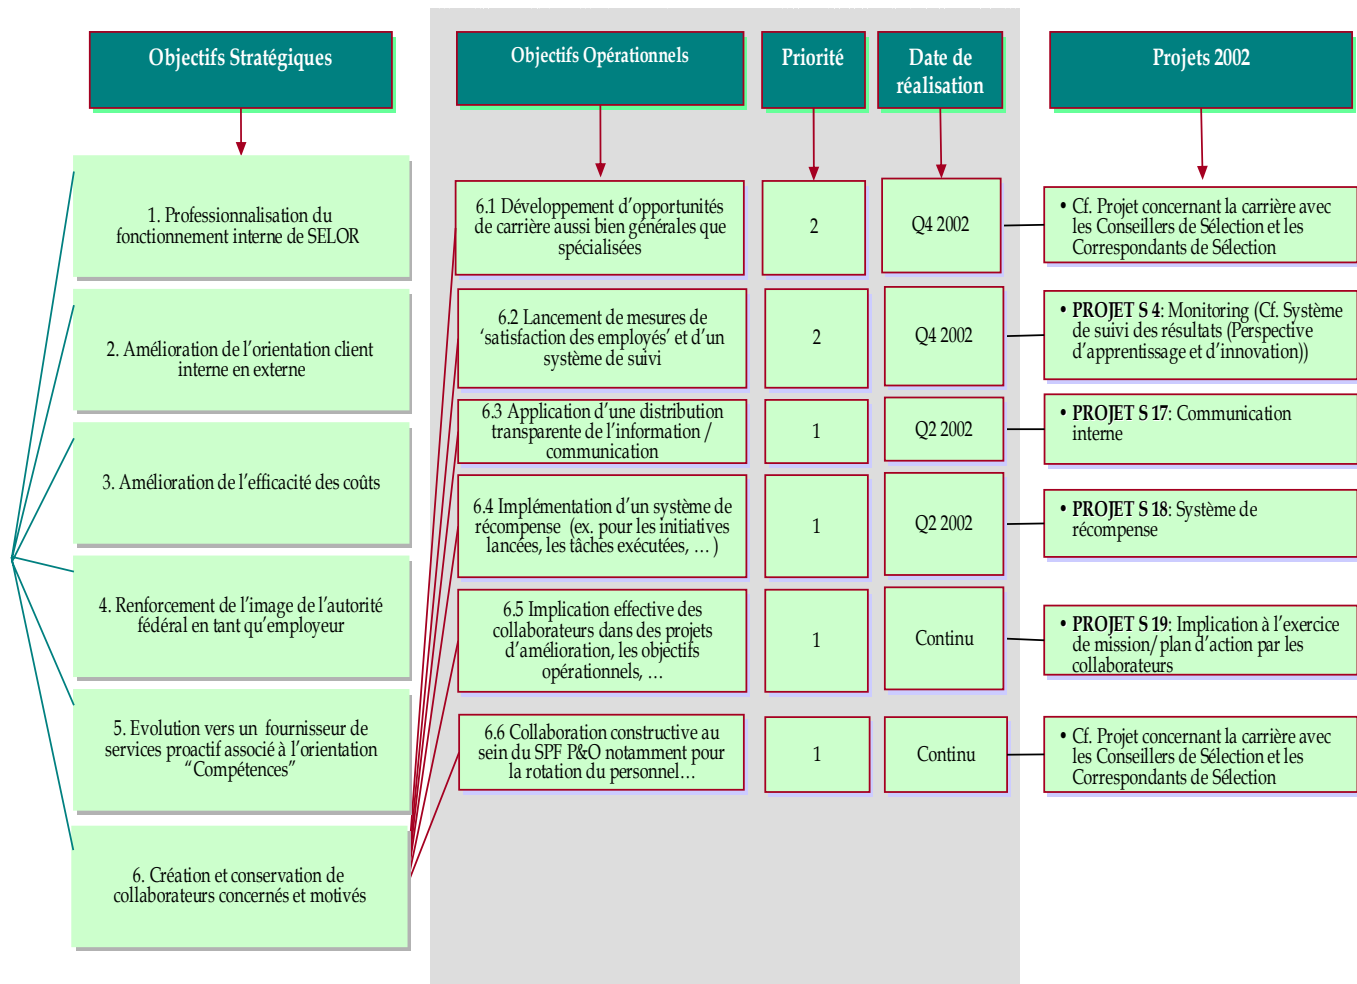 Objectifs Stratégiques
Objectifs Opérationnels
Priorité
Date de
réalisation
Projets 2002
1. Professionnalisation du
fonctionnement interne de SELOR
2. Amélioration de l’orientation client
interne en externe
3. Amélioration de l’efficacité des coûts
4. Renforcement de l’image de l’autorité
fédéral en tant qu’employeur
5. Evolution vers un fournisseur de
services proactif associé à l’orientation
“Compétences”
6. Création et conservation de
collaborateurs concernés et motivés
6.1 Développement d’opportunités
de carrière aussi bien générales que
spécialisées
2
Q4 2002
• Cf. Projet concernant la carrière avec
les Conseillers de Sélection et les
Correspondants de Sélection
6.2 Lancement de mesures de
‘satisfaction des employés’ et d’un
système de suivi
2
Q4 2002
• PROJET S 4: Monitoring (Cf. Système
de suivi des résultats (Perspective
d’apprentissage et d’innovation))
6.3 Application d’une distribution
transparente de l’information /
communication
1
Q2 2002
• PROJET S 17: Communication
interne
6.4 Implémentation d’un système de
récompense (ex. pour les initiatives
lancées, les tâches exécutées, … )
1
Q2 2002
• PROJET S 18: Système de
récompense
6.5 Implication effective des
collaborateurs dans des projets
d’amélioration, les objectifs
opérationnels, …
1
Continu
• PROJET S 19: Implication à l’exercice
de mission/plan d’action par les
collaborateurs
6.6 Collaboration constructive au
sein du SPF P&O notamment pour
la rotation du personnel…
1
Continu
• Cf. Projet concernant la carrière avec
les Conseillers de Sélection et les
Correspondants de Sélection